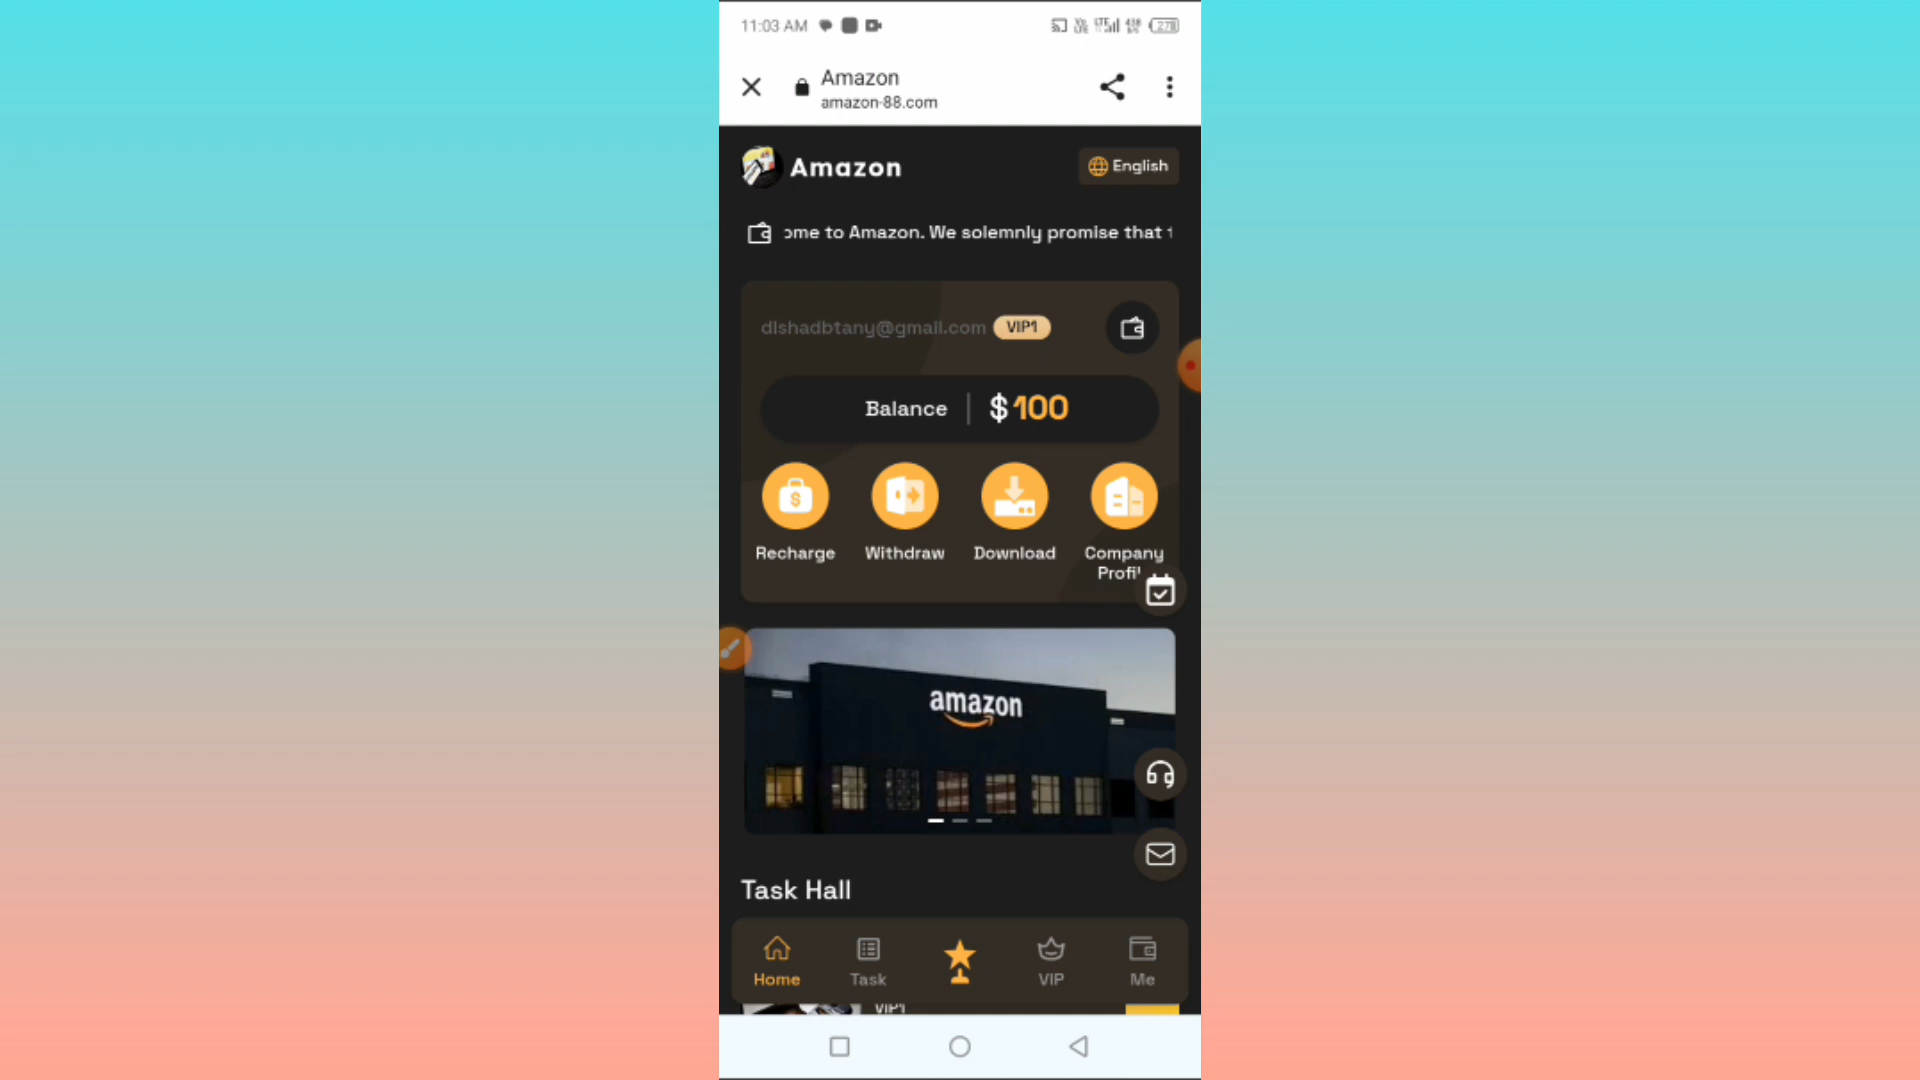 11:03 AM
Amazon
amazon-88.com
Amazon
English
ome to Amazon. We solemnly promise that t
dlshadbtany@gmail.com VIP1
Balance $100
Recharge Withdraw Download Company
Profil
amazon
Task Hall
Home Task VIP Me
VIP1